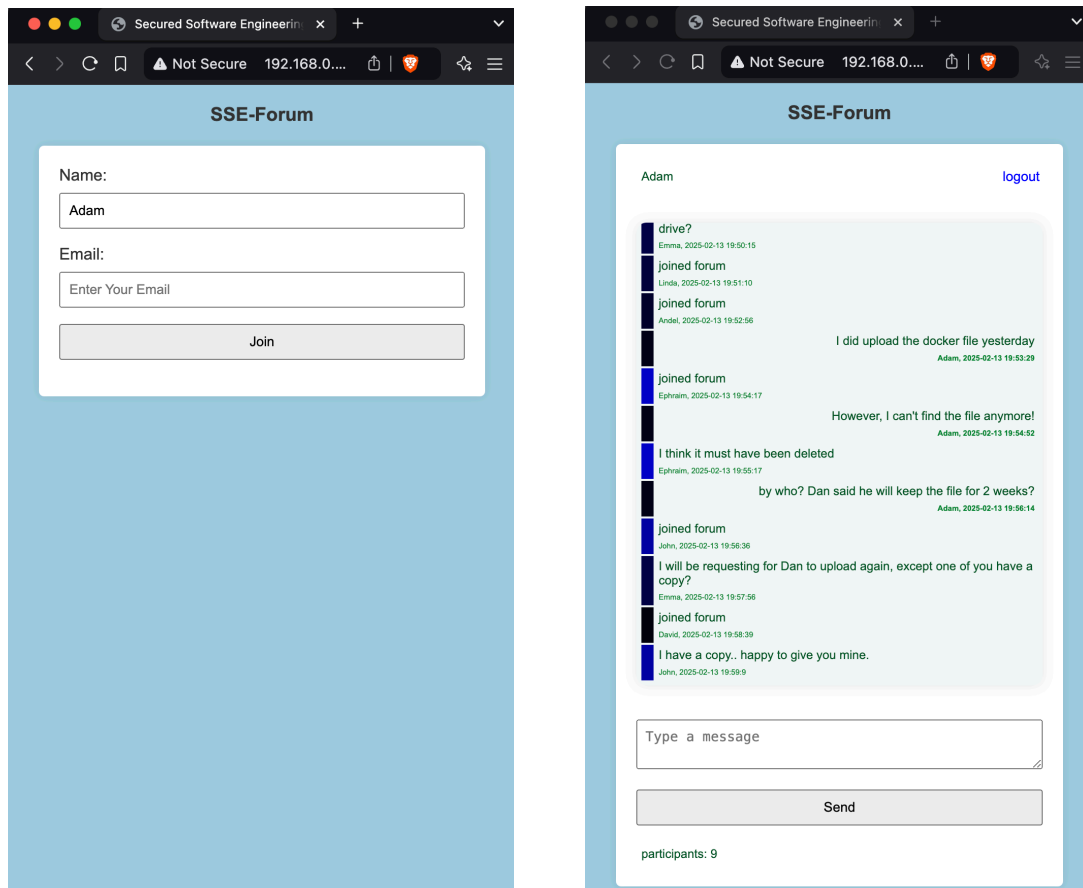 Secured Software Engineerin
Not Secure 192.168.0....
SSE-Forum
Name:
Adam
Email:
Enter Your Email
Join
Secured Software Engineerin
Not Secure 192.168.0....
SSE-Forum
Adam
logout
drive?
Emma, 2025-02-13 19:50:15
joined forum
Linda, 2025-02-13 19:51:10
joined forum
Andel, 2025-02-13 19:52:56
I did upload the docker file yesterday
Adam, 2025-02-13 19:53:29
joined forum
Ephraim, 2025-02-13 19:54:17
However, I can't find the file anymore!
Adam, 2025-02-13 19:54:52
I think it must have been deleted
Ephraim, 2025-02-13 19:55:17
by who? Dan said he will keep the file for 2 weeks?
Adam, 2025-02-13 19:56:14
joined forum
John, 2025-02-13 19:56:36
I will be requesting for Dan to upload again, except one of you have a
copy?
Emma, 2025-02-13 19:57:56
joined forum
David, 2025-02-13 19:58:39
I have a copy.. happy to give you mine.
John, 2025-02-13 19:59:9
Type a message
Send
participants: 9